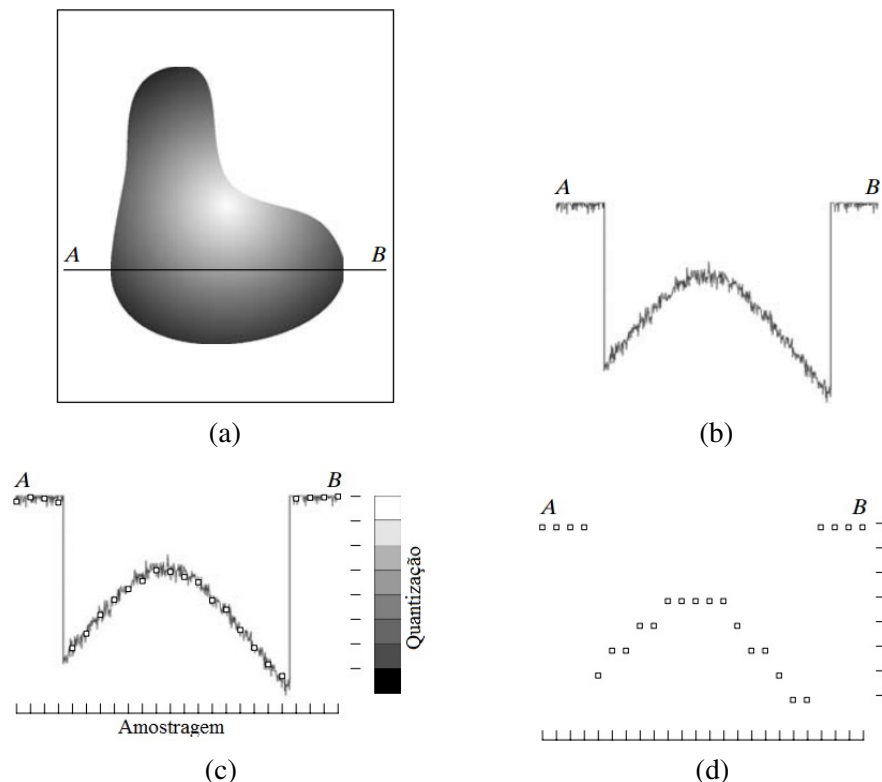 A B
(a)
A B
(b)
A B
Quantização
Amostragem
(c)
A B
(d)